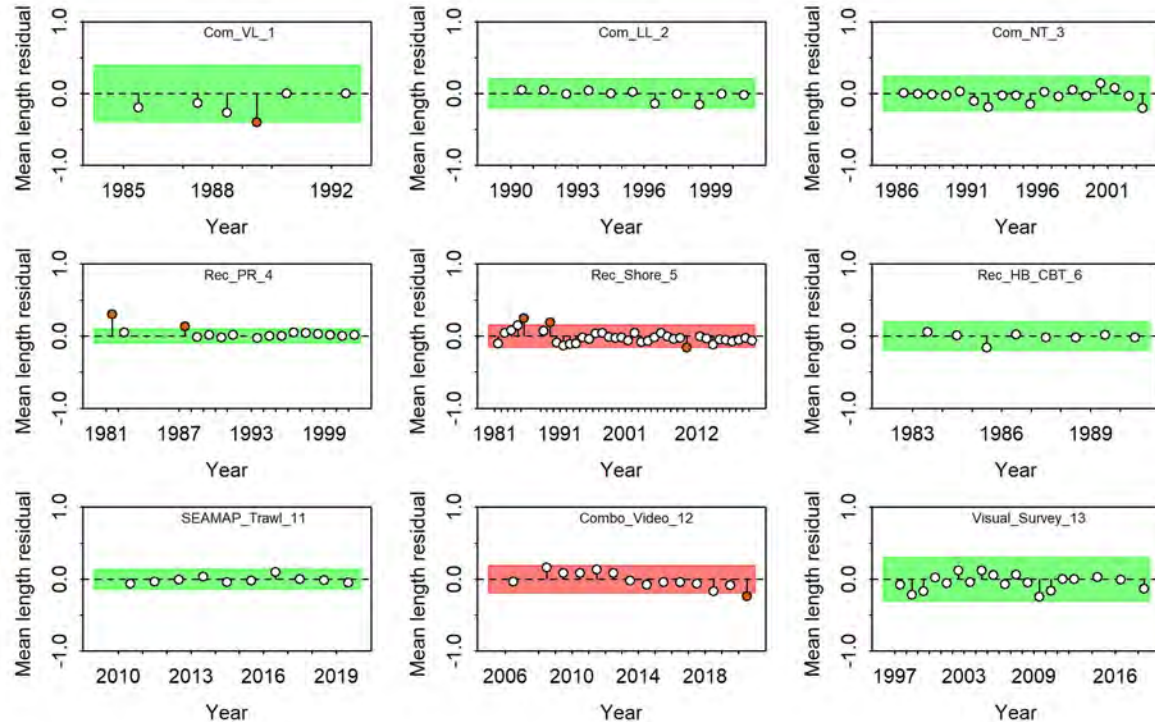 Com_VL_1
Mean length residual
1.0
0.0
-1.0
1985 1988 1992
Year
Com_LL_2
Mean length residual
1.0
0.0
-1.0
1990 1993 1996 1999
Year
Com_NT_3
Mean length residual
1.0
0.0
-1.0
1986 1991 1996 2001
Year
Rec_PR_4
Mean length residual
1.0
0.0
-1.0
1981 1987 1993 1999
Year
Rec_Shore_5
Mean length residual
1.0
0.0
-1.0
1981 1991 2001 2012
Year
Rec_HB_CBT_6
Mean length residual
1.0
0.0
-1.0
1983 1986 1989
Year
SEAMAP_Trawl_11
Mean length residual
1.0
0.0
-1.0
2010 2013 2016 2019
Year
Combo_Video_12
Mean length residual
1.0
0.0
-1.0
2006 2010 2014 2018
Year
Visual_Survey_13
Mean length residual
1.0
0.0
-1.0
1997 2003 2009 2016
Year